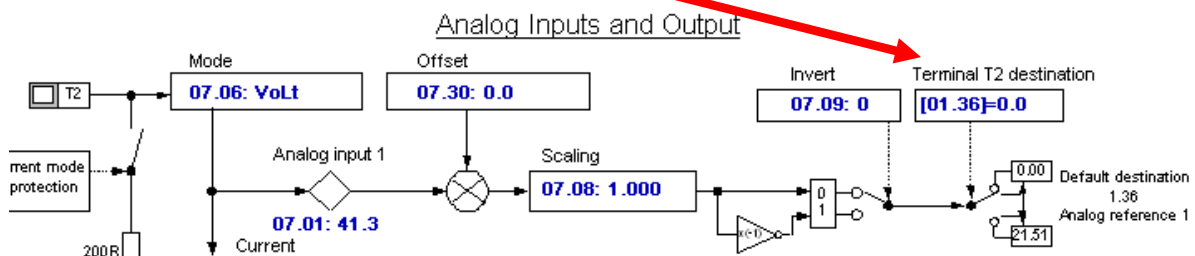 Analog Inputs and Output
Mode
Offset
Invert
Terminal T2 destination
T2
07.06: VoLt
07.30: 0.0
07.09: 0
[01.36]=0.0
rrent mode
protection
Analog input 1
Scaling
07.08: 1.000
0
1
0.00
Default destination
1.36
Analog reference 1
07.01: 41.3
21.51
200R
Current